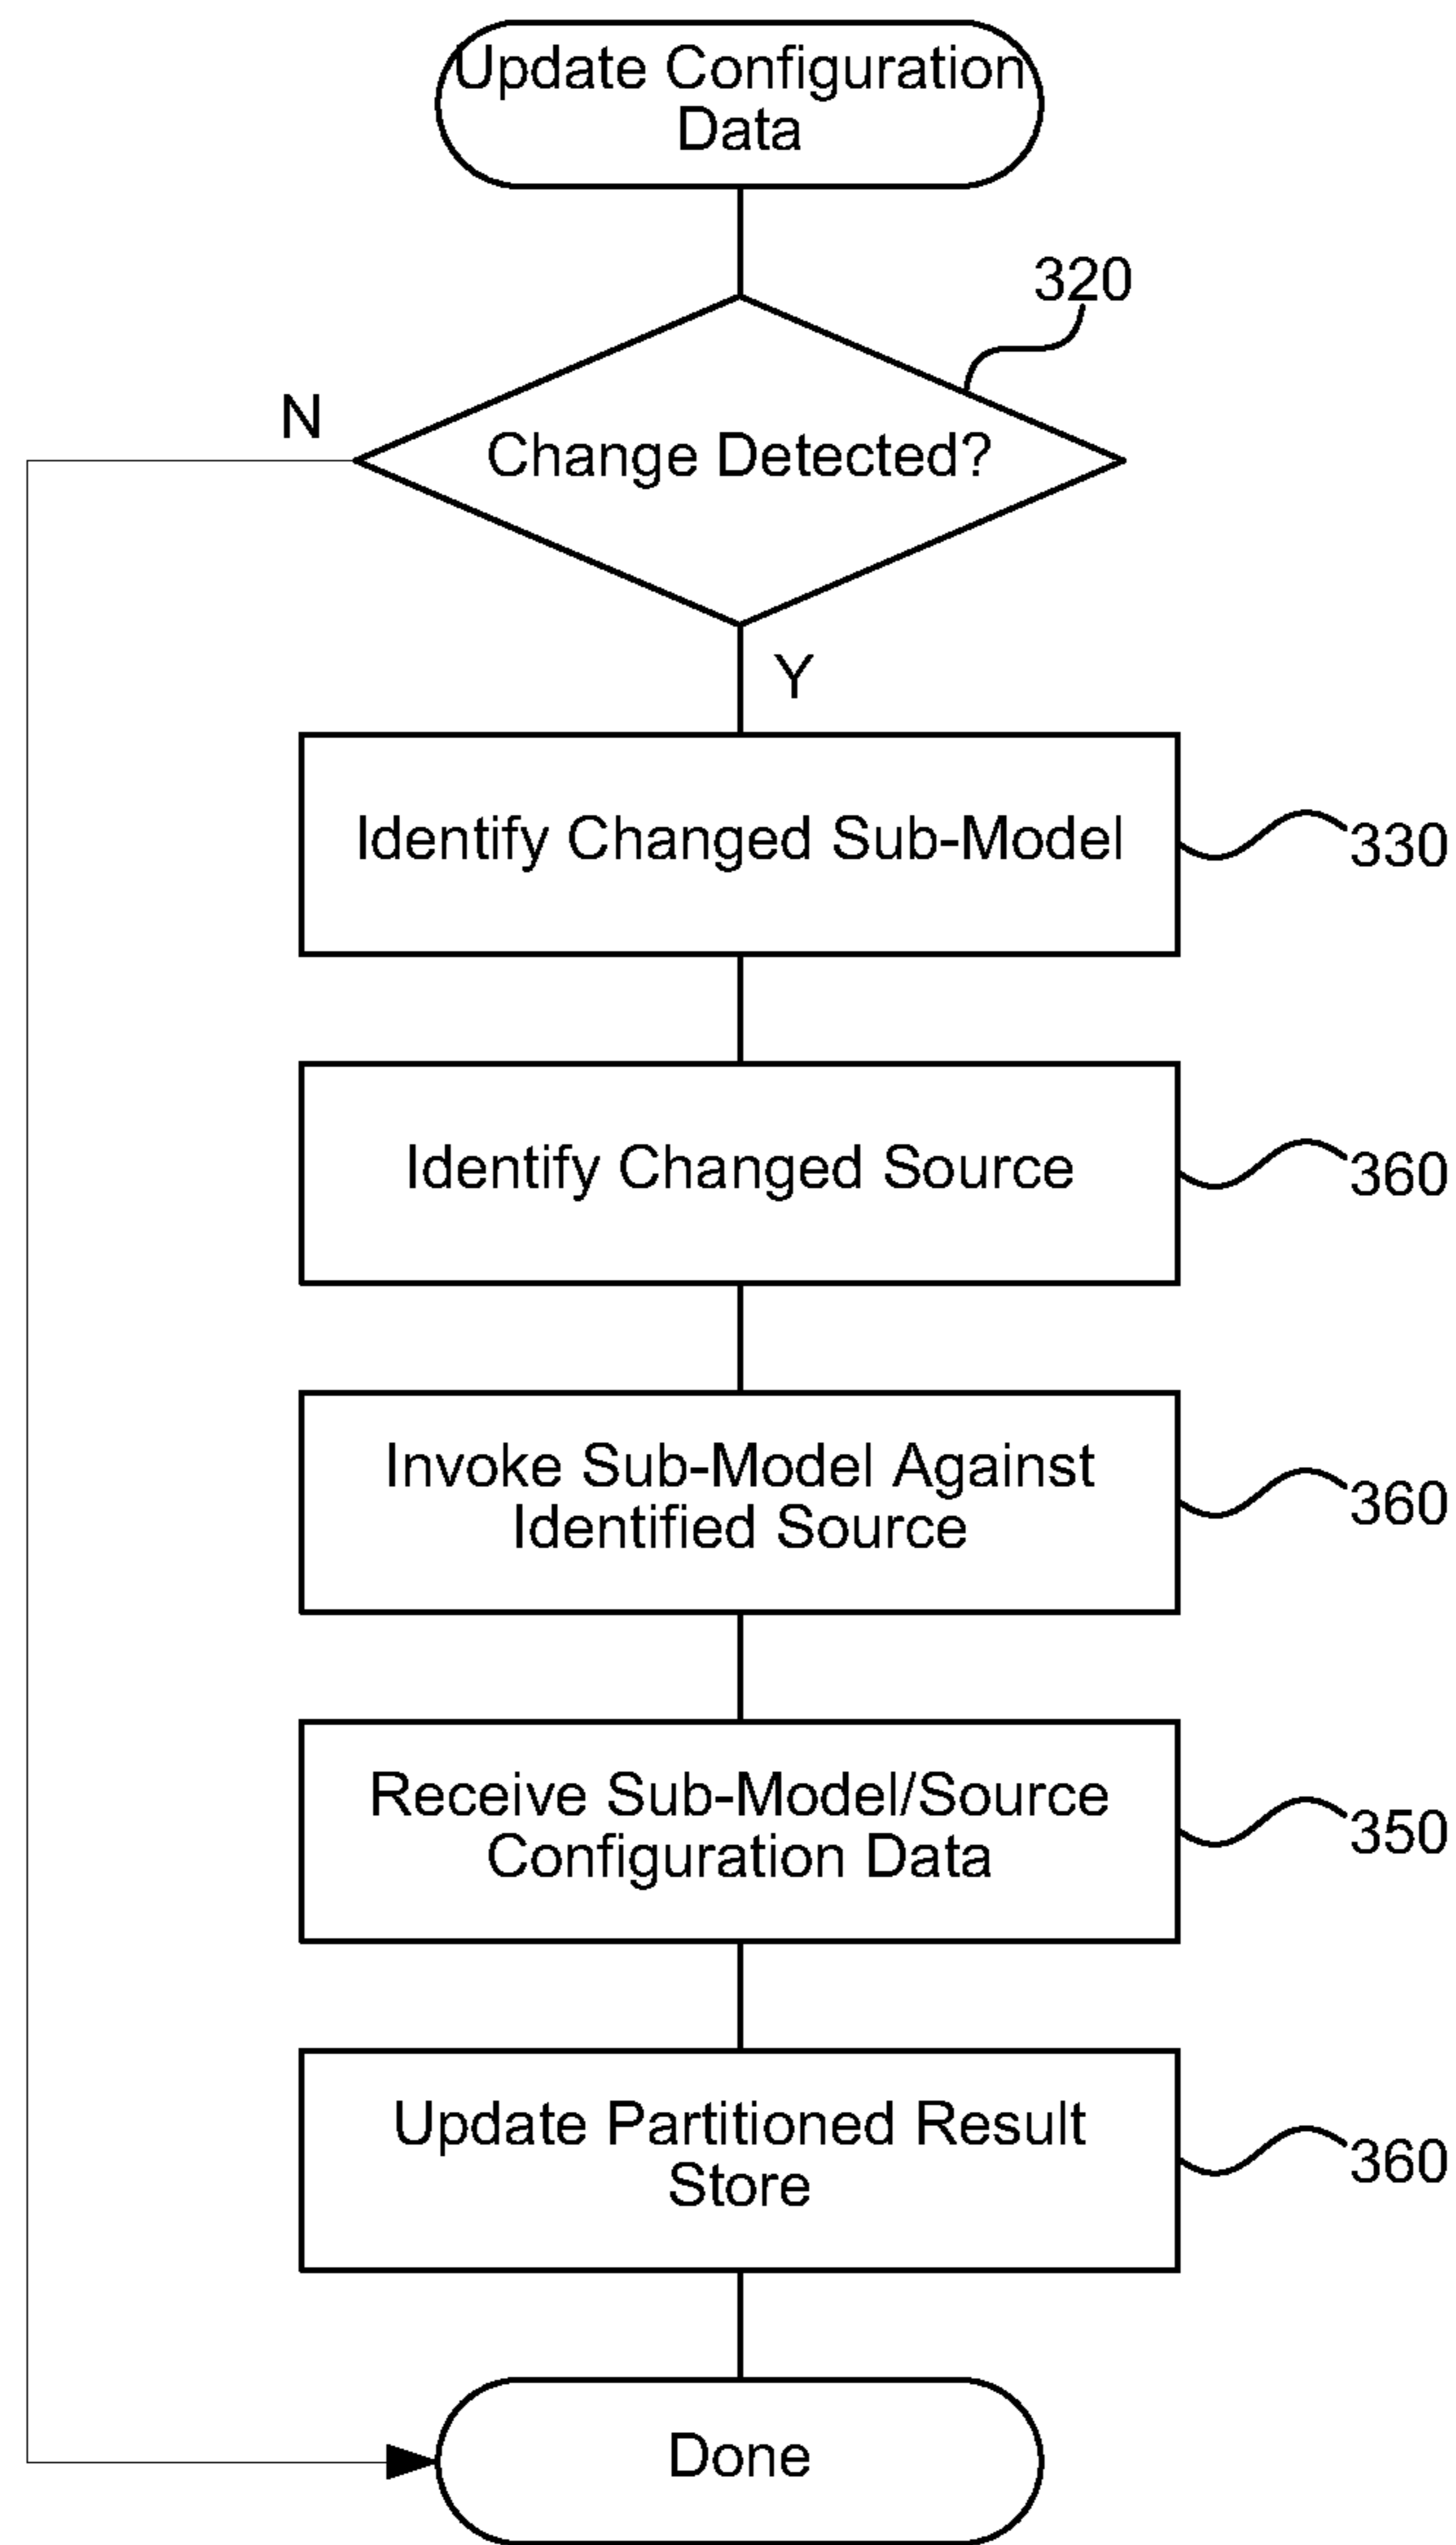 Update Configuration
Data
320
N
Change Detected?
Y
Identify Changed Sub-Model
330
Identify Changed Source
360
Invoke Sub-Model Against
Identified Source
360
Receive Sub-Model/Source
Configuration Data
350
Update Partitioned Result
Store
360
Done